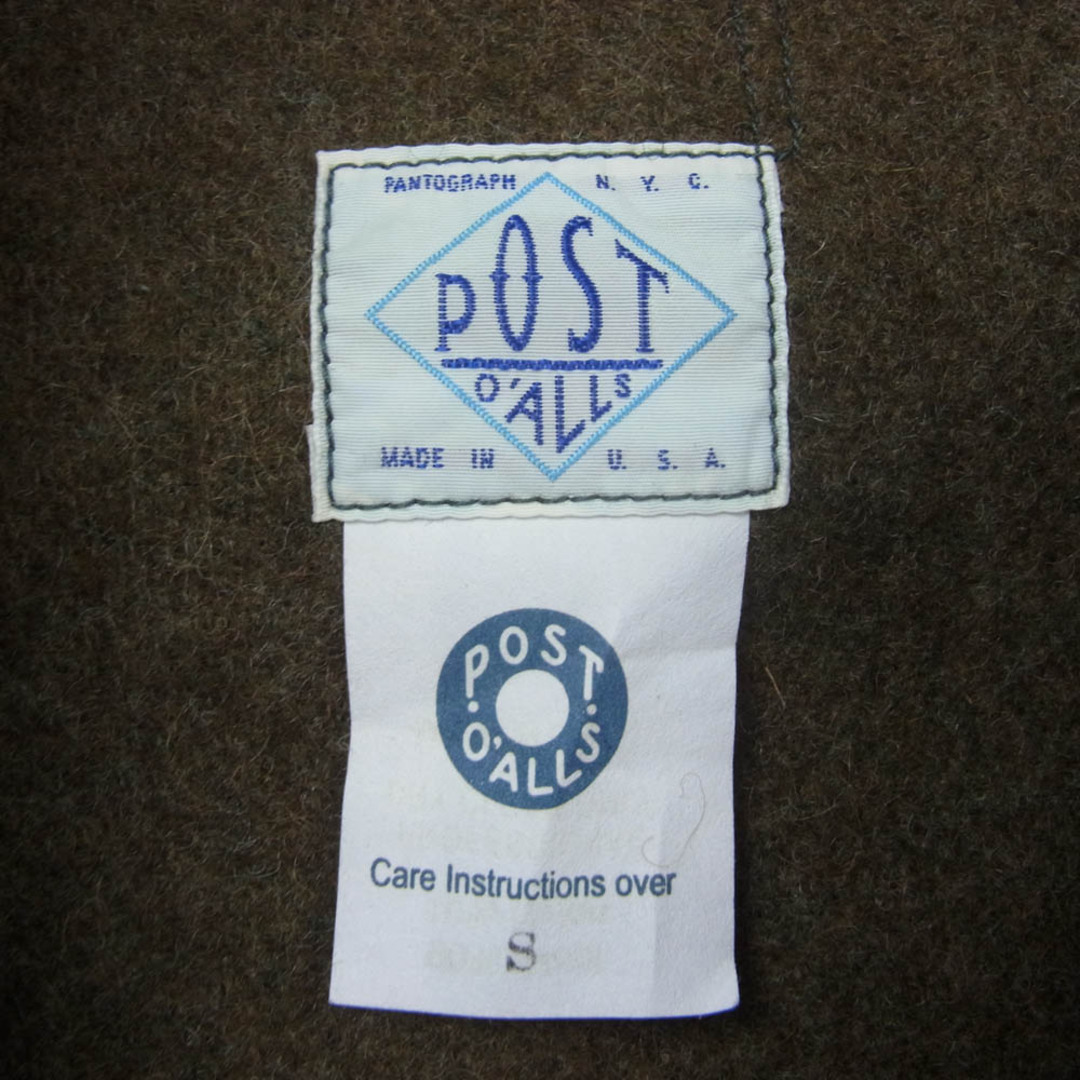 PANTOGRAPH N. Y. C.
POST
O'ALLS
MADE IN U. S. A.
POST
O'ALLS
Care Instructions over
S